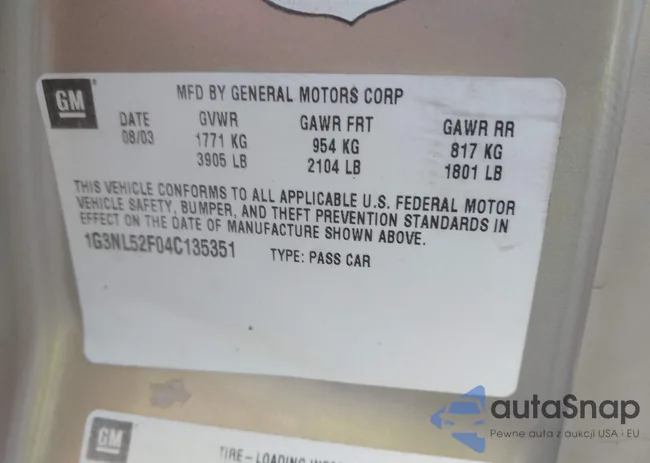 GM
MFD BY GENERAL MOTORS CORP
DATE GVWR GAWR FRT GAWR RR
08/03 1771 KG 954 KG 817 KG
3905 LB 2104 LB 1801 LB
THIS VEHICLE CONFORMS TO ALL APPLICABLE U.S. FEDERAL MOTOR
VEHICLE SAFETY, BUMPER, AND THEFT PREVENTION STANDARDS IN
EFFECT ON THE DATE OF MANUFACTURE SHOWN ABOVE.
1G3NL52F04C135351 TYPE: PASS CAR
GM
TIRE-LOADING
autaSnap
Pewne auta z aukcji USA i EU